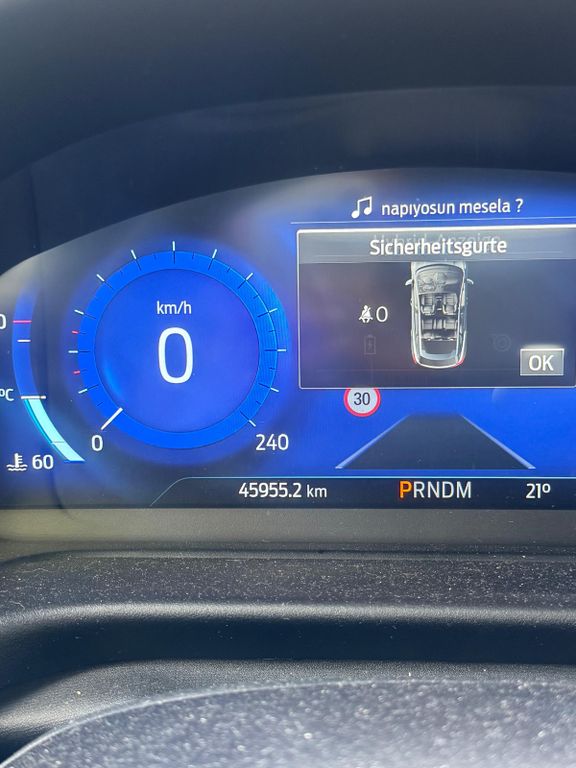 napıyosun mesela ?
Sicherheitsgurte
km/h
0
0
OK
30
0
240
60
°C
45955.2 km
PRNDM
21°